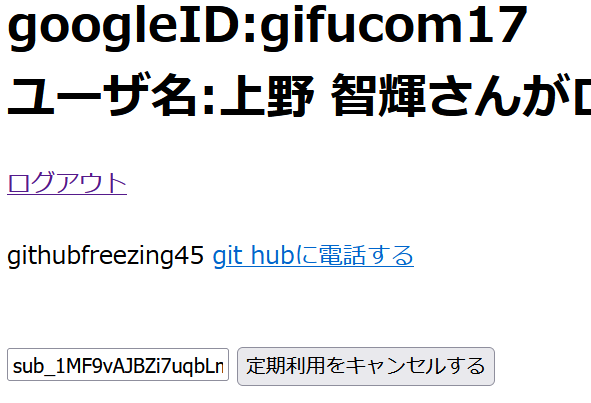 googleID:gifucom17
ユーザ名:上野 智輝さんがロ
ログアウト
githubfreezing45 git hubに電話する
sub_1MF9vAJBZi7uqbLn 定期利用をキャンセルする